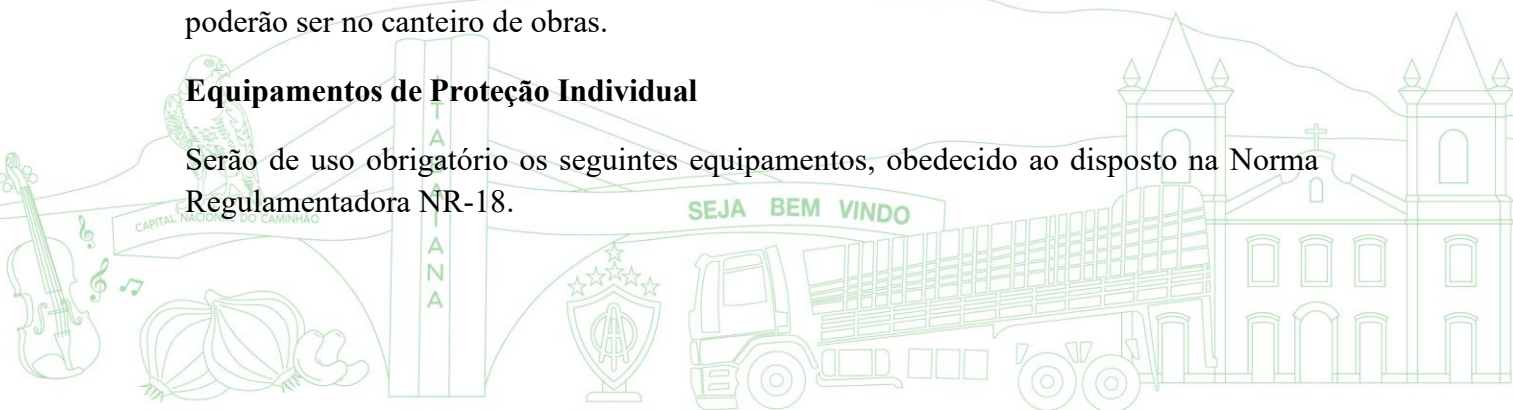 poderão ser no canteiro de obras.
Equipamentos de Proteção Individual
Serão de uso obrigatório os seguintes equipamentos, obedecido ao disposto na Norma
Regulamentadora NR-18.
CAPITAL NACIONAL DO CAMINHÃO
ITABAIANA
SEJA BEM VINDO